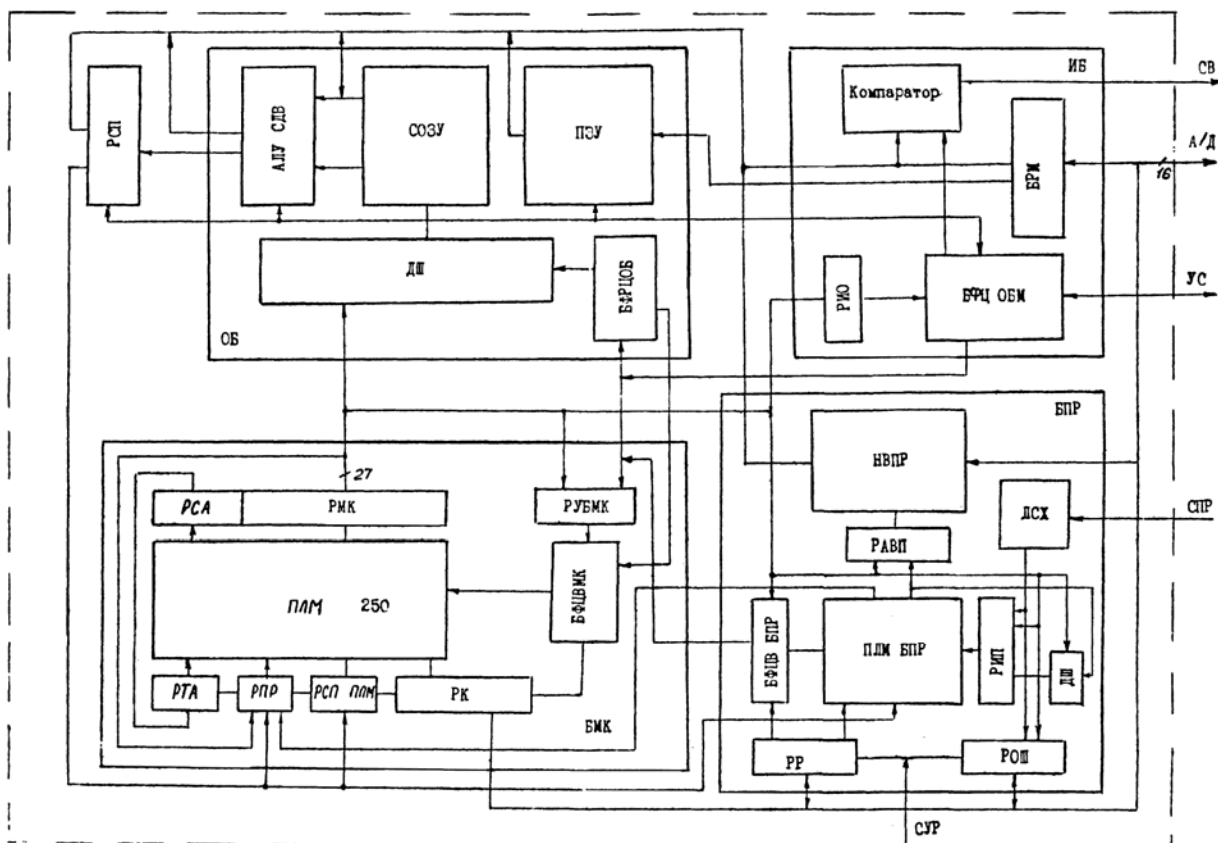 РСП
АЛУ СДВ
СОЗУ
ПЗУ
ДШ
БФРЦОБ
ОБ
ИБ
Компаратор
БРМ
РИО
БФЦ ОБМ
СВ
А/Д
16
УС
27
РСА
РМК
РУБМК
ПЛМ 250
БФЦВМК
РТА
РПР
РСП ПЛМ
РК
БМК
БПР
НВПР
РАВП
ДСХ
СПР
БФЦВ БПР
ПЛМ БПР
РИП
ДШ
РР
РОШ
СУР